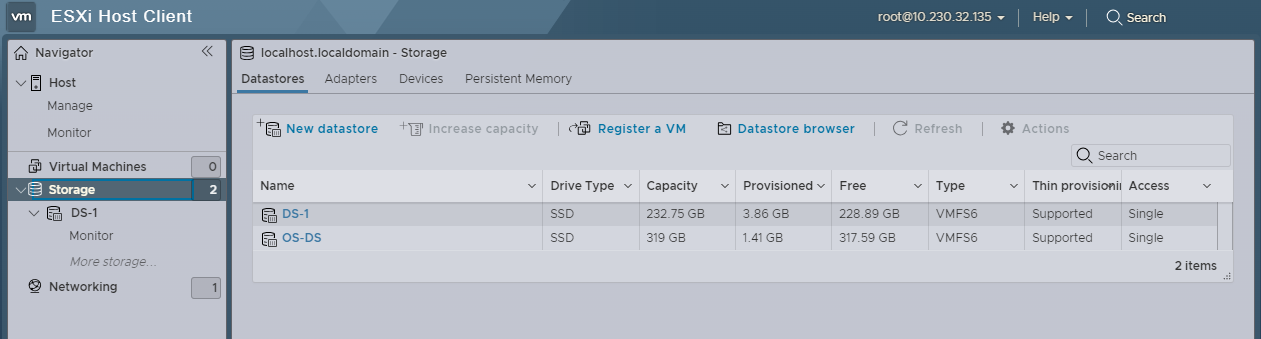 vm ESXi Host Client root@10.230.32.135 Help Search
Navigator
Host
Manage
Monitor
Virtual Machines 0
Storage 2
DS-1
Monitor
More storage...
Networking 1
localhost.localdomain - Storage
Datastores Adapters Devices Persistent Memory
New datastore Increase capacity Register a VM Datastore browser Refresh Actions
Search
Name Drive Type Capacity Provisioned Free Type Thin provisionin Access
DS-1 SSD 232.75 GB 3.86 GB 228.89 GB VMFS6 Supported Single
OS-DS SSD 319 GB 1.41 GB 317.59 GB VMFS6 Supported Single
2 items